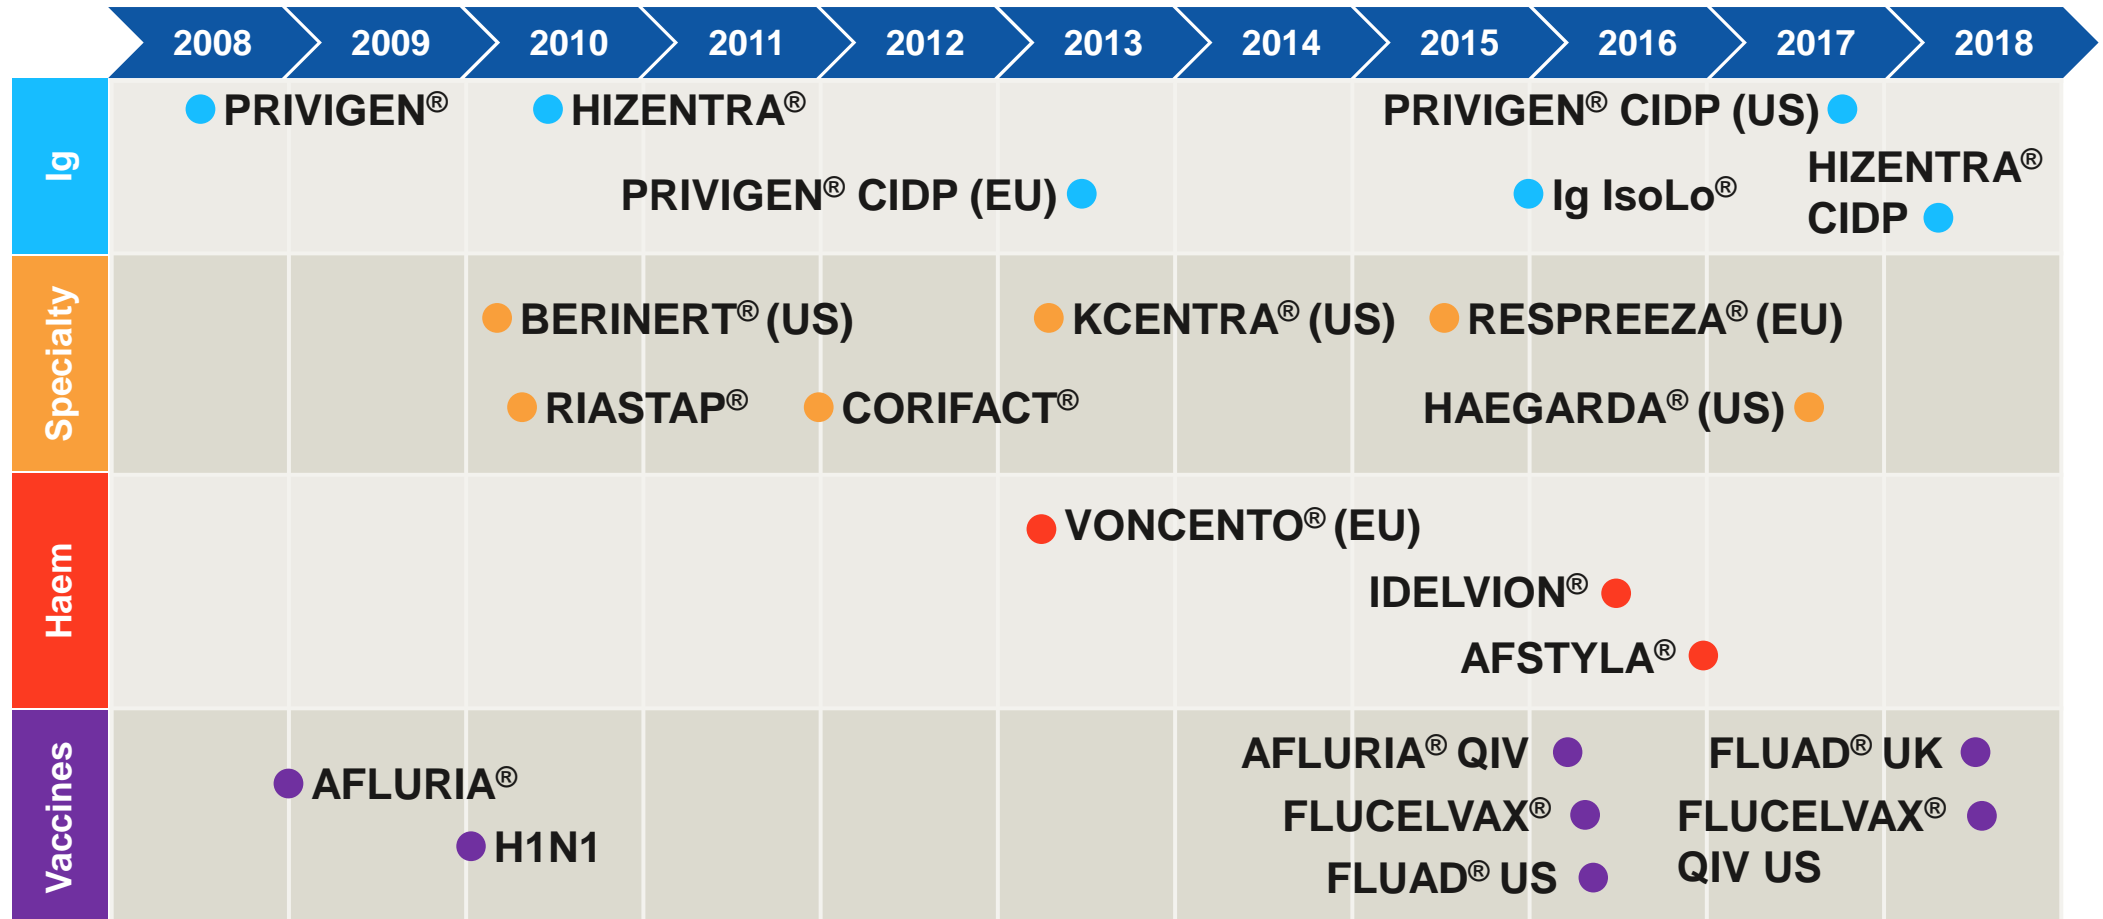 2008 2009 2010 2011 2012 2013 2014 2015 2016 2017 2018
Ig
PRIVIGEN® HIZENTRA® PRIVIGEN® CIDP (US)
PRIVIGEN® CIDP (EU) Ig IsoLo® HIZENTRA®
CIDP
Specialty
BERINERT® (US) KCENTRA® (US) RESPREEZA® (EU)
RIASTAP® CORIFACT® HAEGARDA® (US)
Haem
VONCENTO® (EU)
IDELVION®
AFSTYLA®
Vaccines
AFLURIA® QIV FLUAD® UK
AFLURIA®
FLUCELVAX® FLUCELVAX®
H1N1
FLUAD® US QIV US